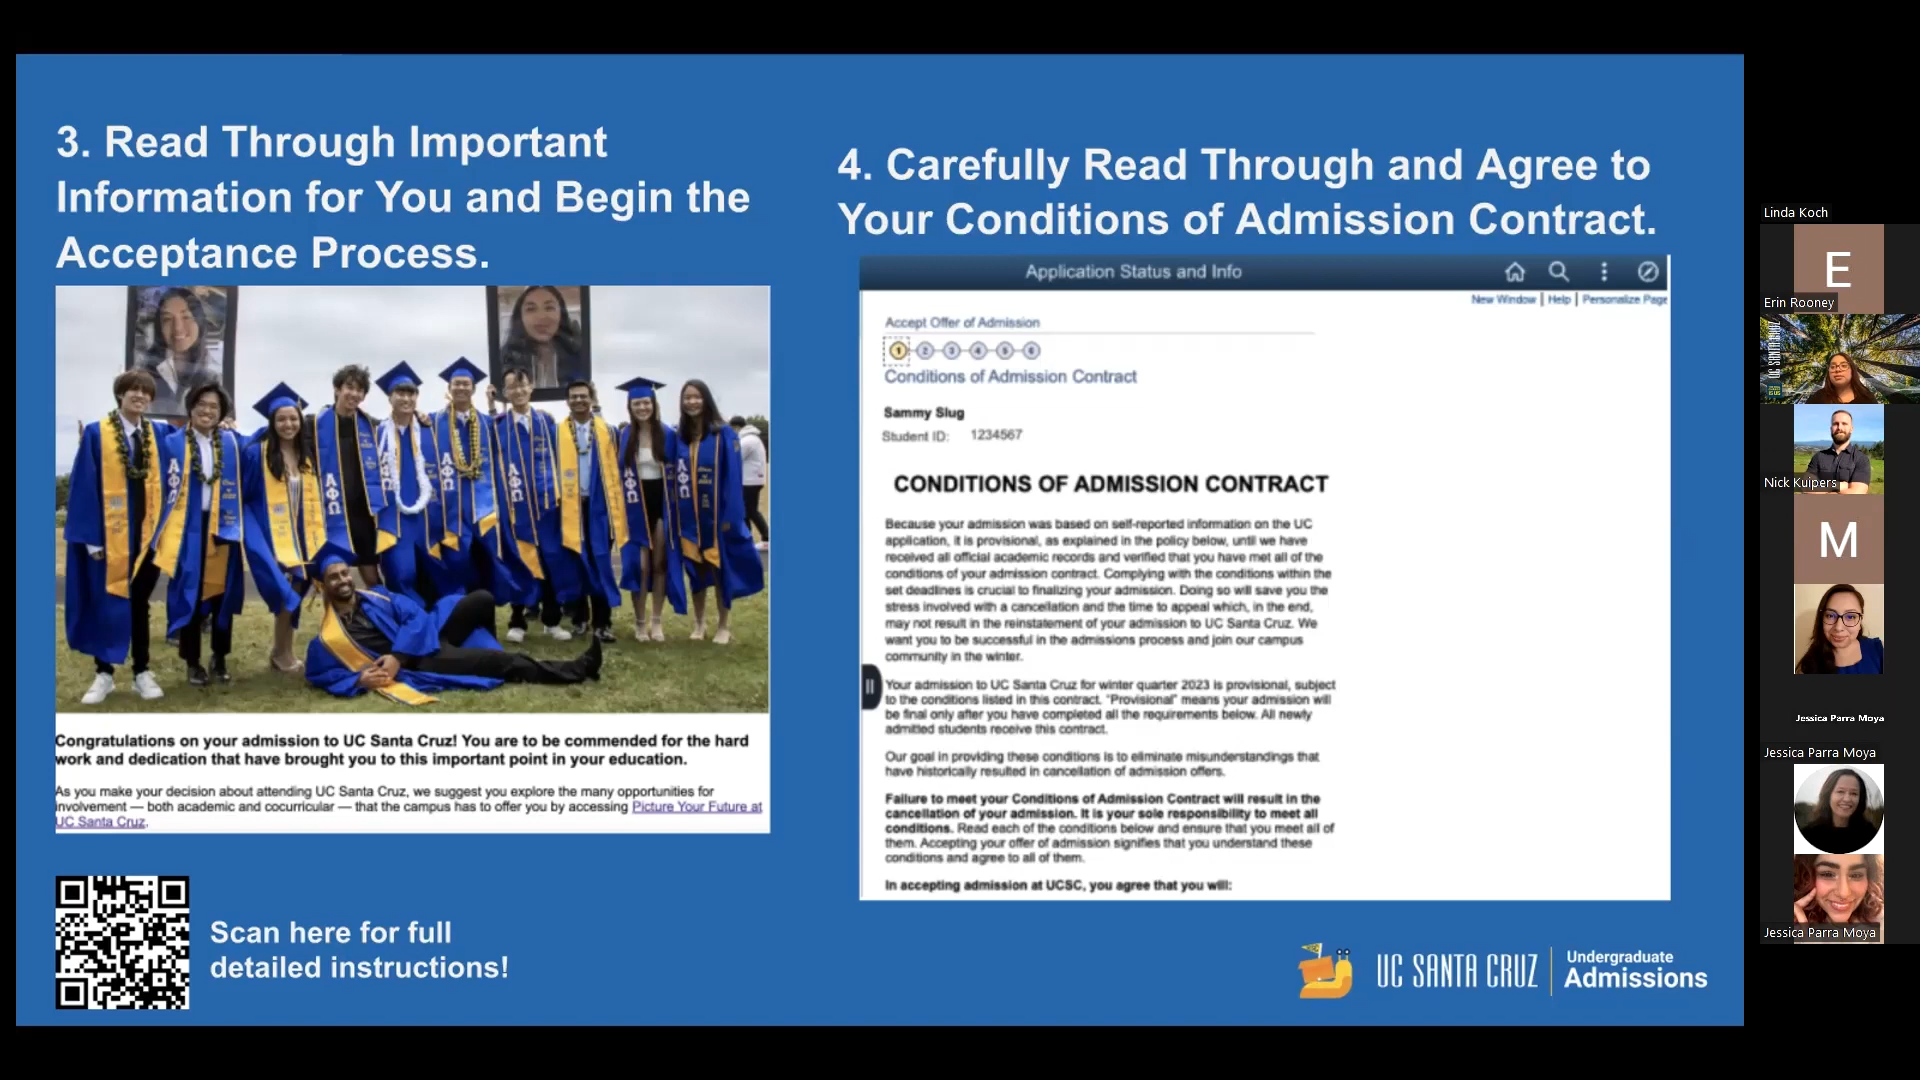 3. Read Through Important
Information for You and Begin the
Acceptance Process.
ΑΦΩ
ΑΦΩ
ΑΦΩ
ΑΦΩ
ΑΦΩ
Congratulations on your admission to UC Santa Cruz! You are to be commended for the hard
work and dedication that have brought you to this important point in your education.
As you make your decision about attending UC Santa Cruz, we suggest you explore the many opportunities for
involvement — both academic and cocurricular — that the campus has to offer you by accessing Picture Your Future at
UC Santa Cruz.
Scan here for full
detailed instructions!
4. Carefully Read Through and Agree to
Your Conditions of Admission Contract.
Application Status and Info
New Window | Help | Personalize Page
Accept Offer of Admission
1 2 3 4 5 6
Conditions of Admission Contract
Sammy Slug
Student ID: 1234567
CONDITIONS OF ADMISSION CONTRACT
Because your admission was based on self-reported information on the UC
application, it is provisional, as explained in the policy below, until we have
received all official academic records and verified that you have met all of the
conditions of your admission contract. Complying with the conditions within the
set deadlines is crucial to finalizing your admission. Doing so will save you the
stress involved with a cancellation and the time to appeal which, in the end,
may not result in the reinstatement of your admission to UC Santa Cruz. We
want you to be successful in the admissions process and join our campus
community in the winter.
Your admission to UC Santa Cruz for winter quarter 2023 is provisional, subject
to the conditions listed in this contract. "Provisional" means your admission will
be final only after you have completed all the requirements below. All newly
admitted students receive this contract.
Our goal in providing these conditions is to eliminate misunderstandings that
have historically resulted in cancellation of admission offers.
Failure to meet your Conditions of Admission Contract will result in the
cancellation of your admission. It is your sole responsibility to meet all
conditions. Read each of the conditions below and ensure that you meet all of
them. Accepting your offer of admission signifies that you understand these
conditions and agree to all of them.
In accepting admission at UCSC, you agree that you will:
UC SANTA CRUZ
Undergraduate
Admissions
Linda Koch
E
Erin Rooney
UC SANTA CRUZ
Nick Kuipers
M
Jessica Parra Moya
Jessica Parra Moya
Jessica Parra Moya